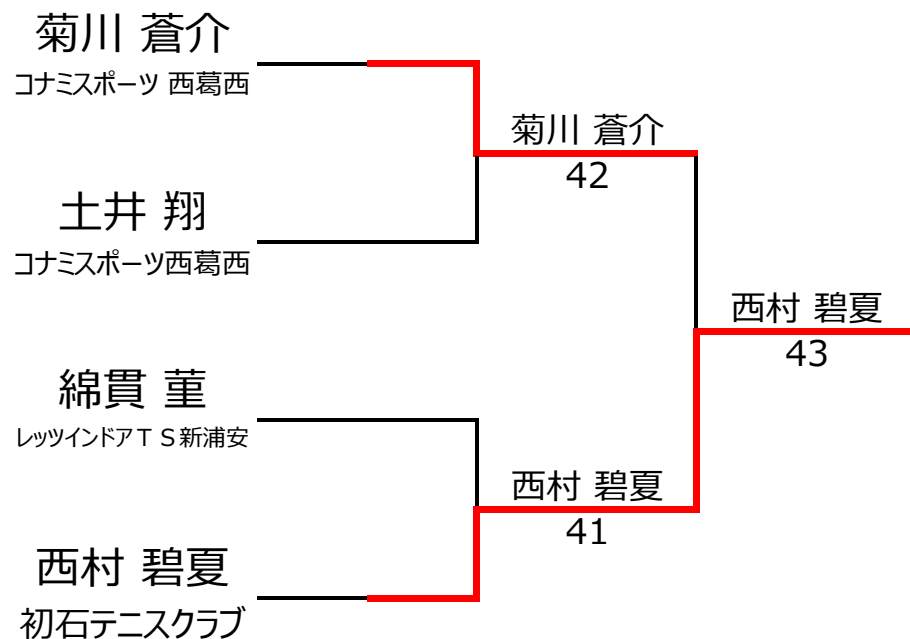 菊川 蒼介
コナミスポーツ 西葛西
菊川 蒼介
42
土井 翔
コナミスポーツ西葛西
西村 碧夏
43
綿貫 菫
レッツインドアＴＳ新浦安
西村 碧夏
41
西村 碧夏
初石テニスクラブ